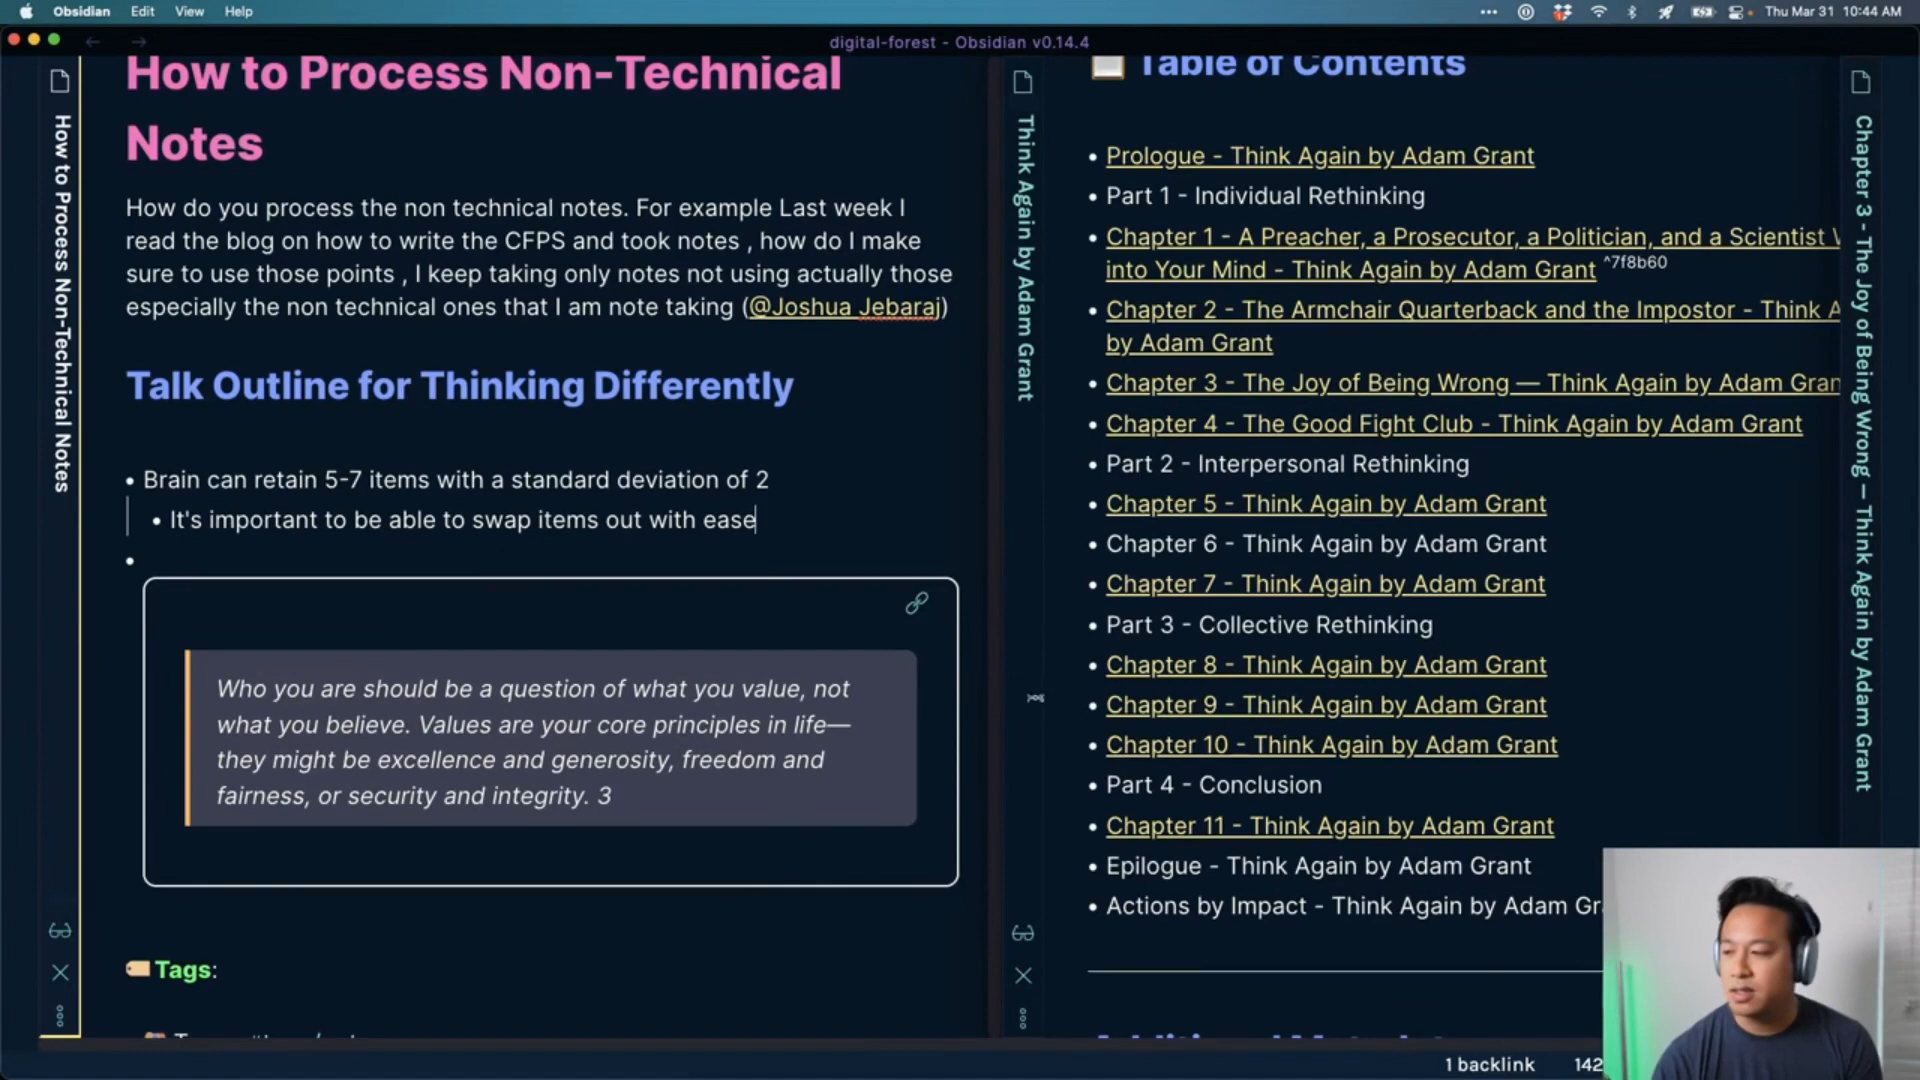 Obsidian Edit View Help
Thu Mar 31 10:44 AM
digital-forest - Obsidian v0.14.4
How to Process Non-Technical Notes
How to Process Non-Technical
Notes
How do you process the non technical notes. For example Last week I
read the blog on how to write the CFPS and took notes , how do I make
sure to use those points , I keep taking only notes not using actually those
especially the non technical ones that I am note taking (@Joshua Jebaraj)
Talk Outline for Thinking Differently
• Brain can retain 5-7 items with a standard deviation of 2
• It's important to be able to swap items out with ease
•
Who you are should be a question of what you value, not
what you believe. Values are your core principles in life—
they might be excellence and generosity, freedom and
fairness, or security and integrity. 3
Tags:
Think Again by Adam Grant
Table of Contents
• Prologue - Think Again by Adam Grant
• Part 1 - Individual Rethinking
• Chapter 1 - A Preacher, a Prosecutor, a Politician, and a Scientist
into Your Mind - Think Again by Adam Grant ^7f8b60
• Chapter 2 - The Armchair Quarterback and the Impostor - Think A
by Adam Grant
• Chapter 3 - The Joy of Being Wrong — Think Again by Adam Gran
• Chapter 4 - The Good Fight Club - Think Again by Adam Grant
• Part 2 - Interpersonal Rethinking
• Chapter 5 - Think Again by Adam Grant
• Chapter 6 - Think Again by Adam Grant
• Chapter 7 - Think Again by Adam Grant
• Part 3 - Collective Rethinking
• Chapter 8 - Think Again by Adam Grant
• Chapter 9 - Think Again by Adam Grant
• Chapter 10 - Think Again by Adam Grant
• Part 4 - Conclusion
• Chapter 11 - Think Again by Adam Grant
• Epilogue - Think Again by Adam Grant
• Actions by Impact - Think Again by Adam Gr
Chapter 3 - The Joy of Being Wrong — Think Again by Adam Grant
1 backlink 142